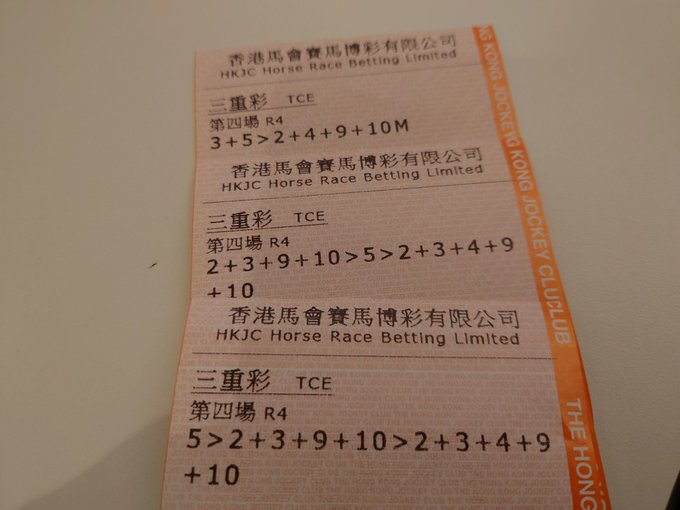 香港馬會賽馬博彩有限公司
HKJC Horse Race Betting Limited
三重彩 TCE
第四場 R4
3+5>2+4+9+10M
香港馬會賽馬博彩有限公司
HKJC Horse Race Betting Limited
三重彩 TCE
第四場 R4
2+3+9+10>5>2+3+4+9
+10
香港馬會賽馬博彩有限公司
HKJC Horse Race Betting Limited
三重彩 TCE
第四場 R4
5>2+3+9+10>2+3+4+9
+10
NG KONG JOCKEY
G KONG JOCKEY CLU
CLUB
THE HONG